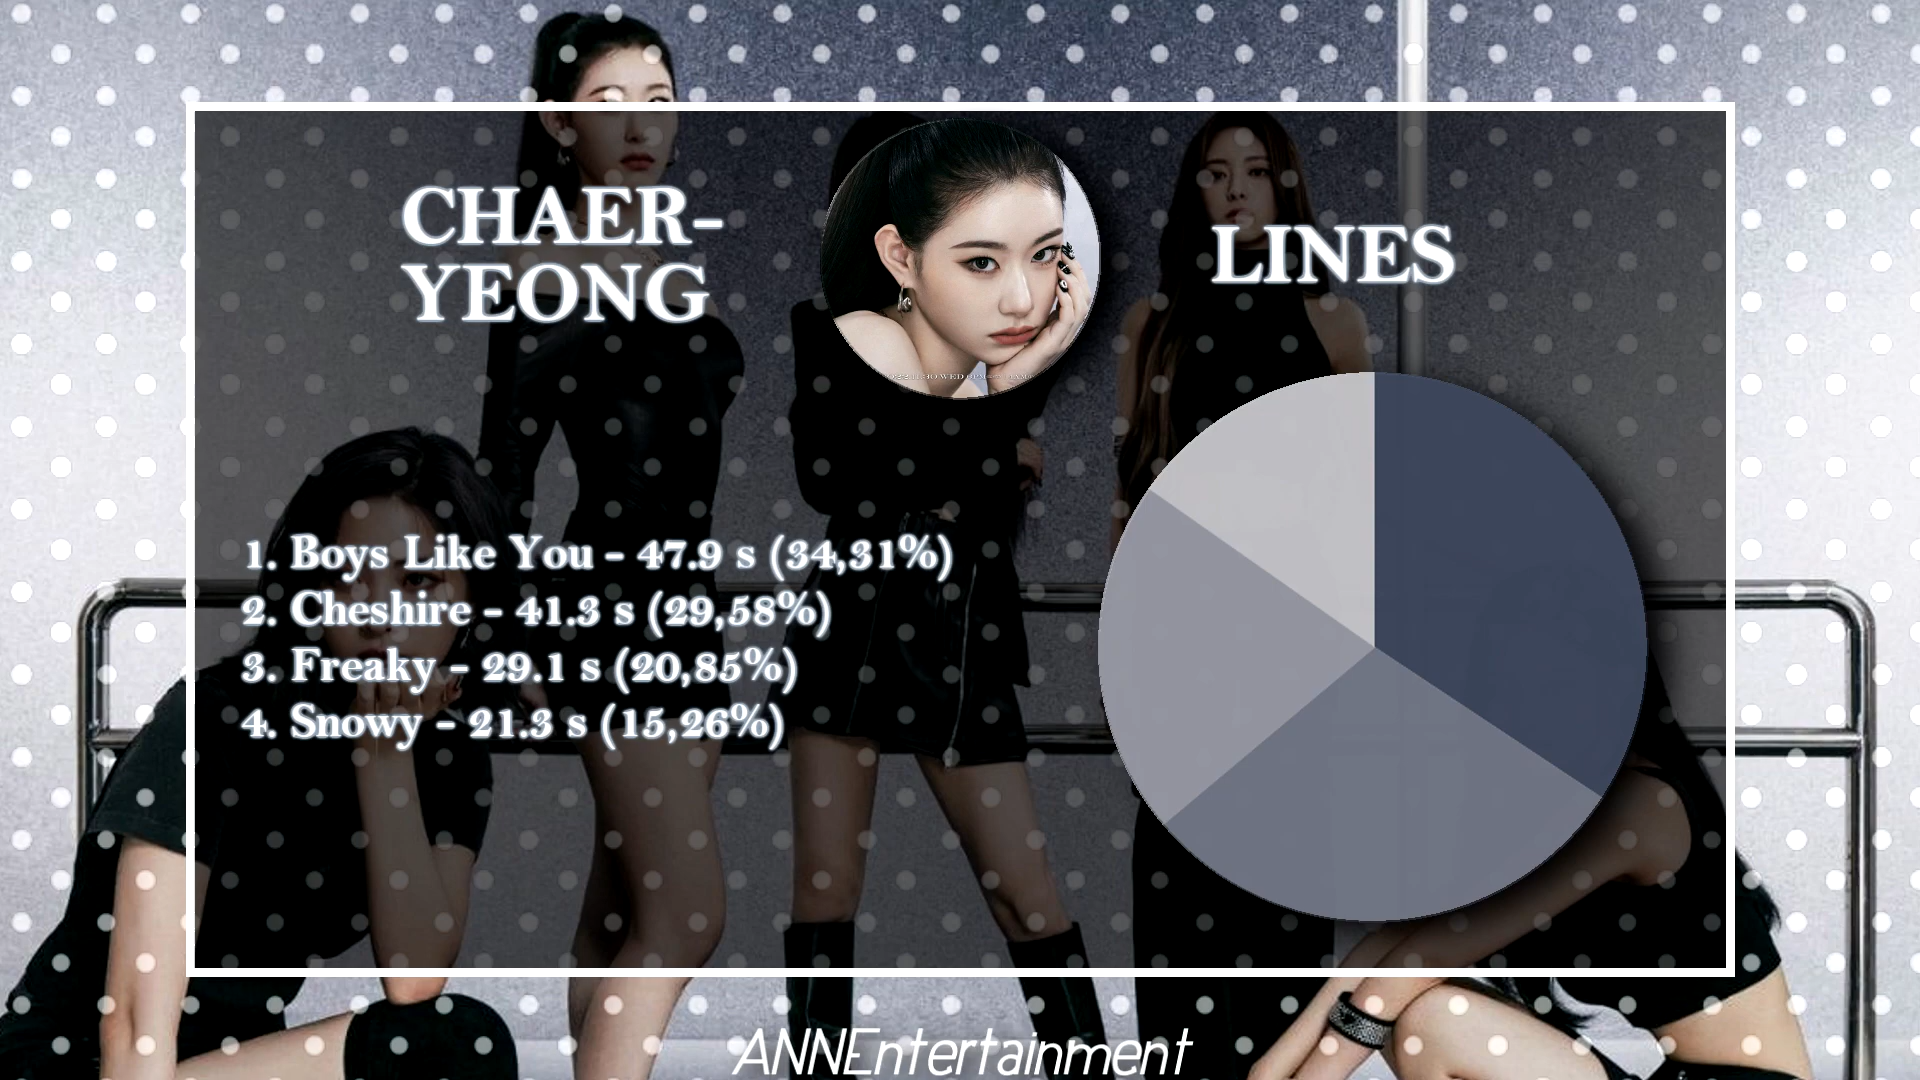 CHAER-
YEONG
LINES
1. Boys Like You - 47.9 s (34,31%)
2. Cheshire - 41.3 s (29,58%)
3. Freaky - 29.1 s (20,85%)
4. Snowy - 21.3 s (15,26%)
ANNEntertainment